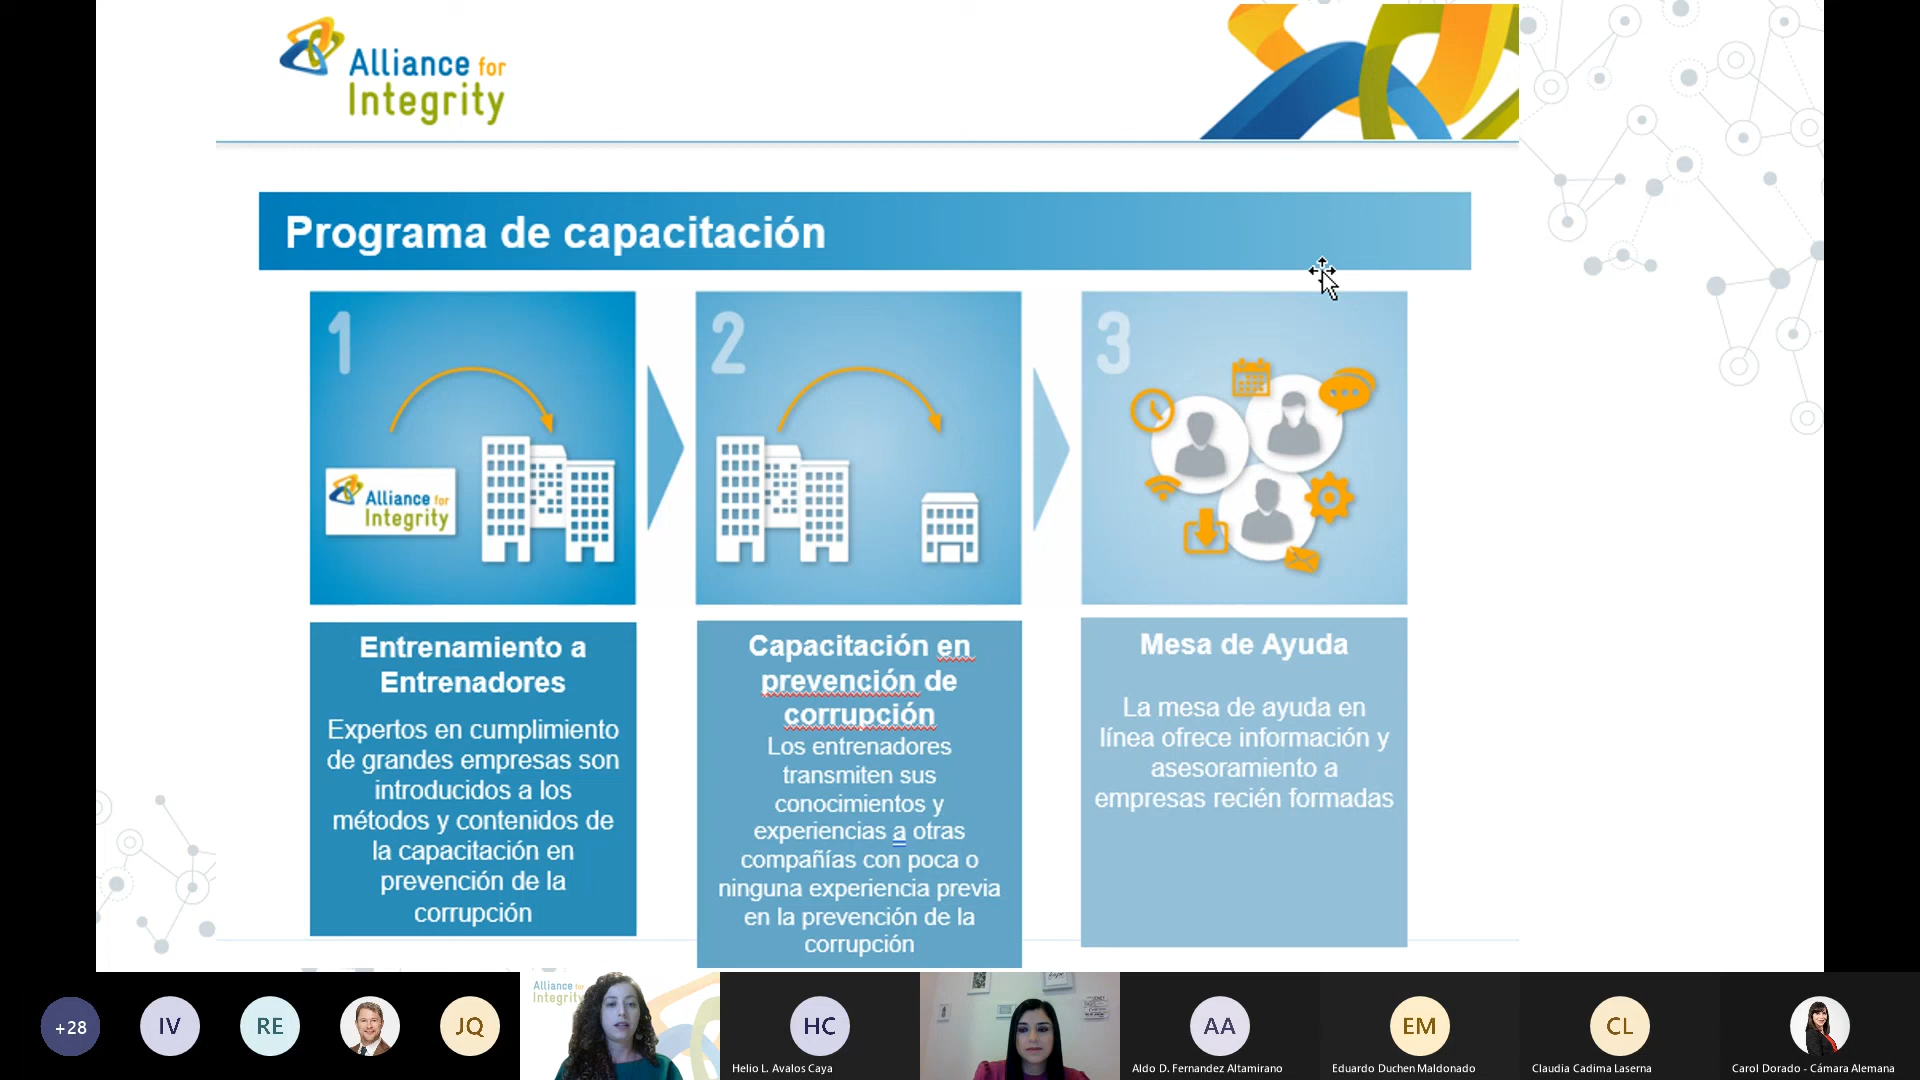 Alliance for
Integrity
Programa de capacitación
1
2
3
Alliance for
Integrity
Entrenamiento a
Entrenadores
Expertos en cumplimiento
de grandes empresas son
introducidos a los
métodos y contenidos de
la capacitación en
prevención de la
corrupción
Capacitación en
prevención de
corrupción
Los entrenadores
transmiten sus
conocimientos y
experiencias a otras
compañías con poca o
ninguna experiencia previa
en la prevención de la
corrupción
Mesa de Ayuda
La mesa de ayuda en
línea ofrece información y
asesoramiento a
empresas recién formadas
+28
IV
RE
JQ
Alliance for
Integrity
HC
Helio L. Avalos Caya
AA
Aldo D. Fernandez Altamirano
EM
Eduardo Duchen Maldonado
CL
Claudia Cadima Laserna
Carol Dorado - Cámara Alemana